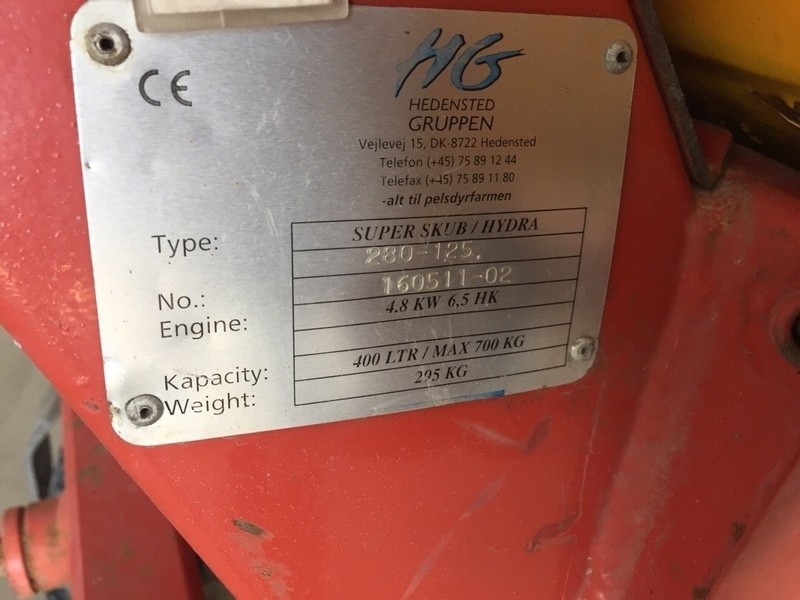 CE
HG
HEDENSTED
GRUPPEN
Vejlevej 15, DK-8722 Hedensted
Telefon (+45) 75 89 12 44
Telefax (+45) 75 89 11 80
-alt til pelsdyrfarmen
Type: SUPER SKUB / HYDRA
280-125.
No.: 160511-02
Engine: 4.8 KW 6,5 HK
Kapacity: 400 LTR / MAX 700 KG
Weight: 295 KG